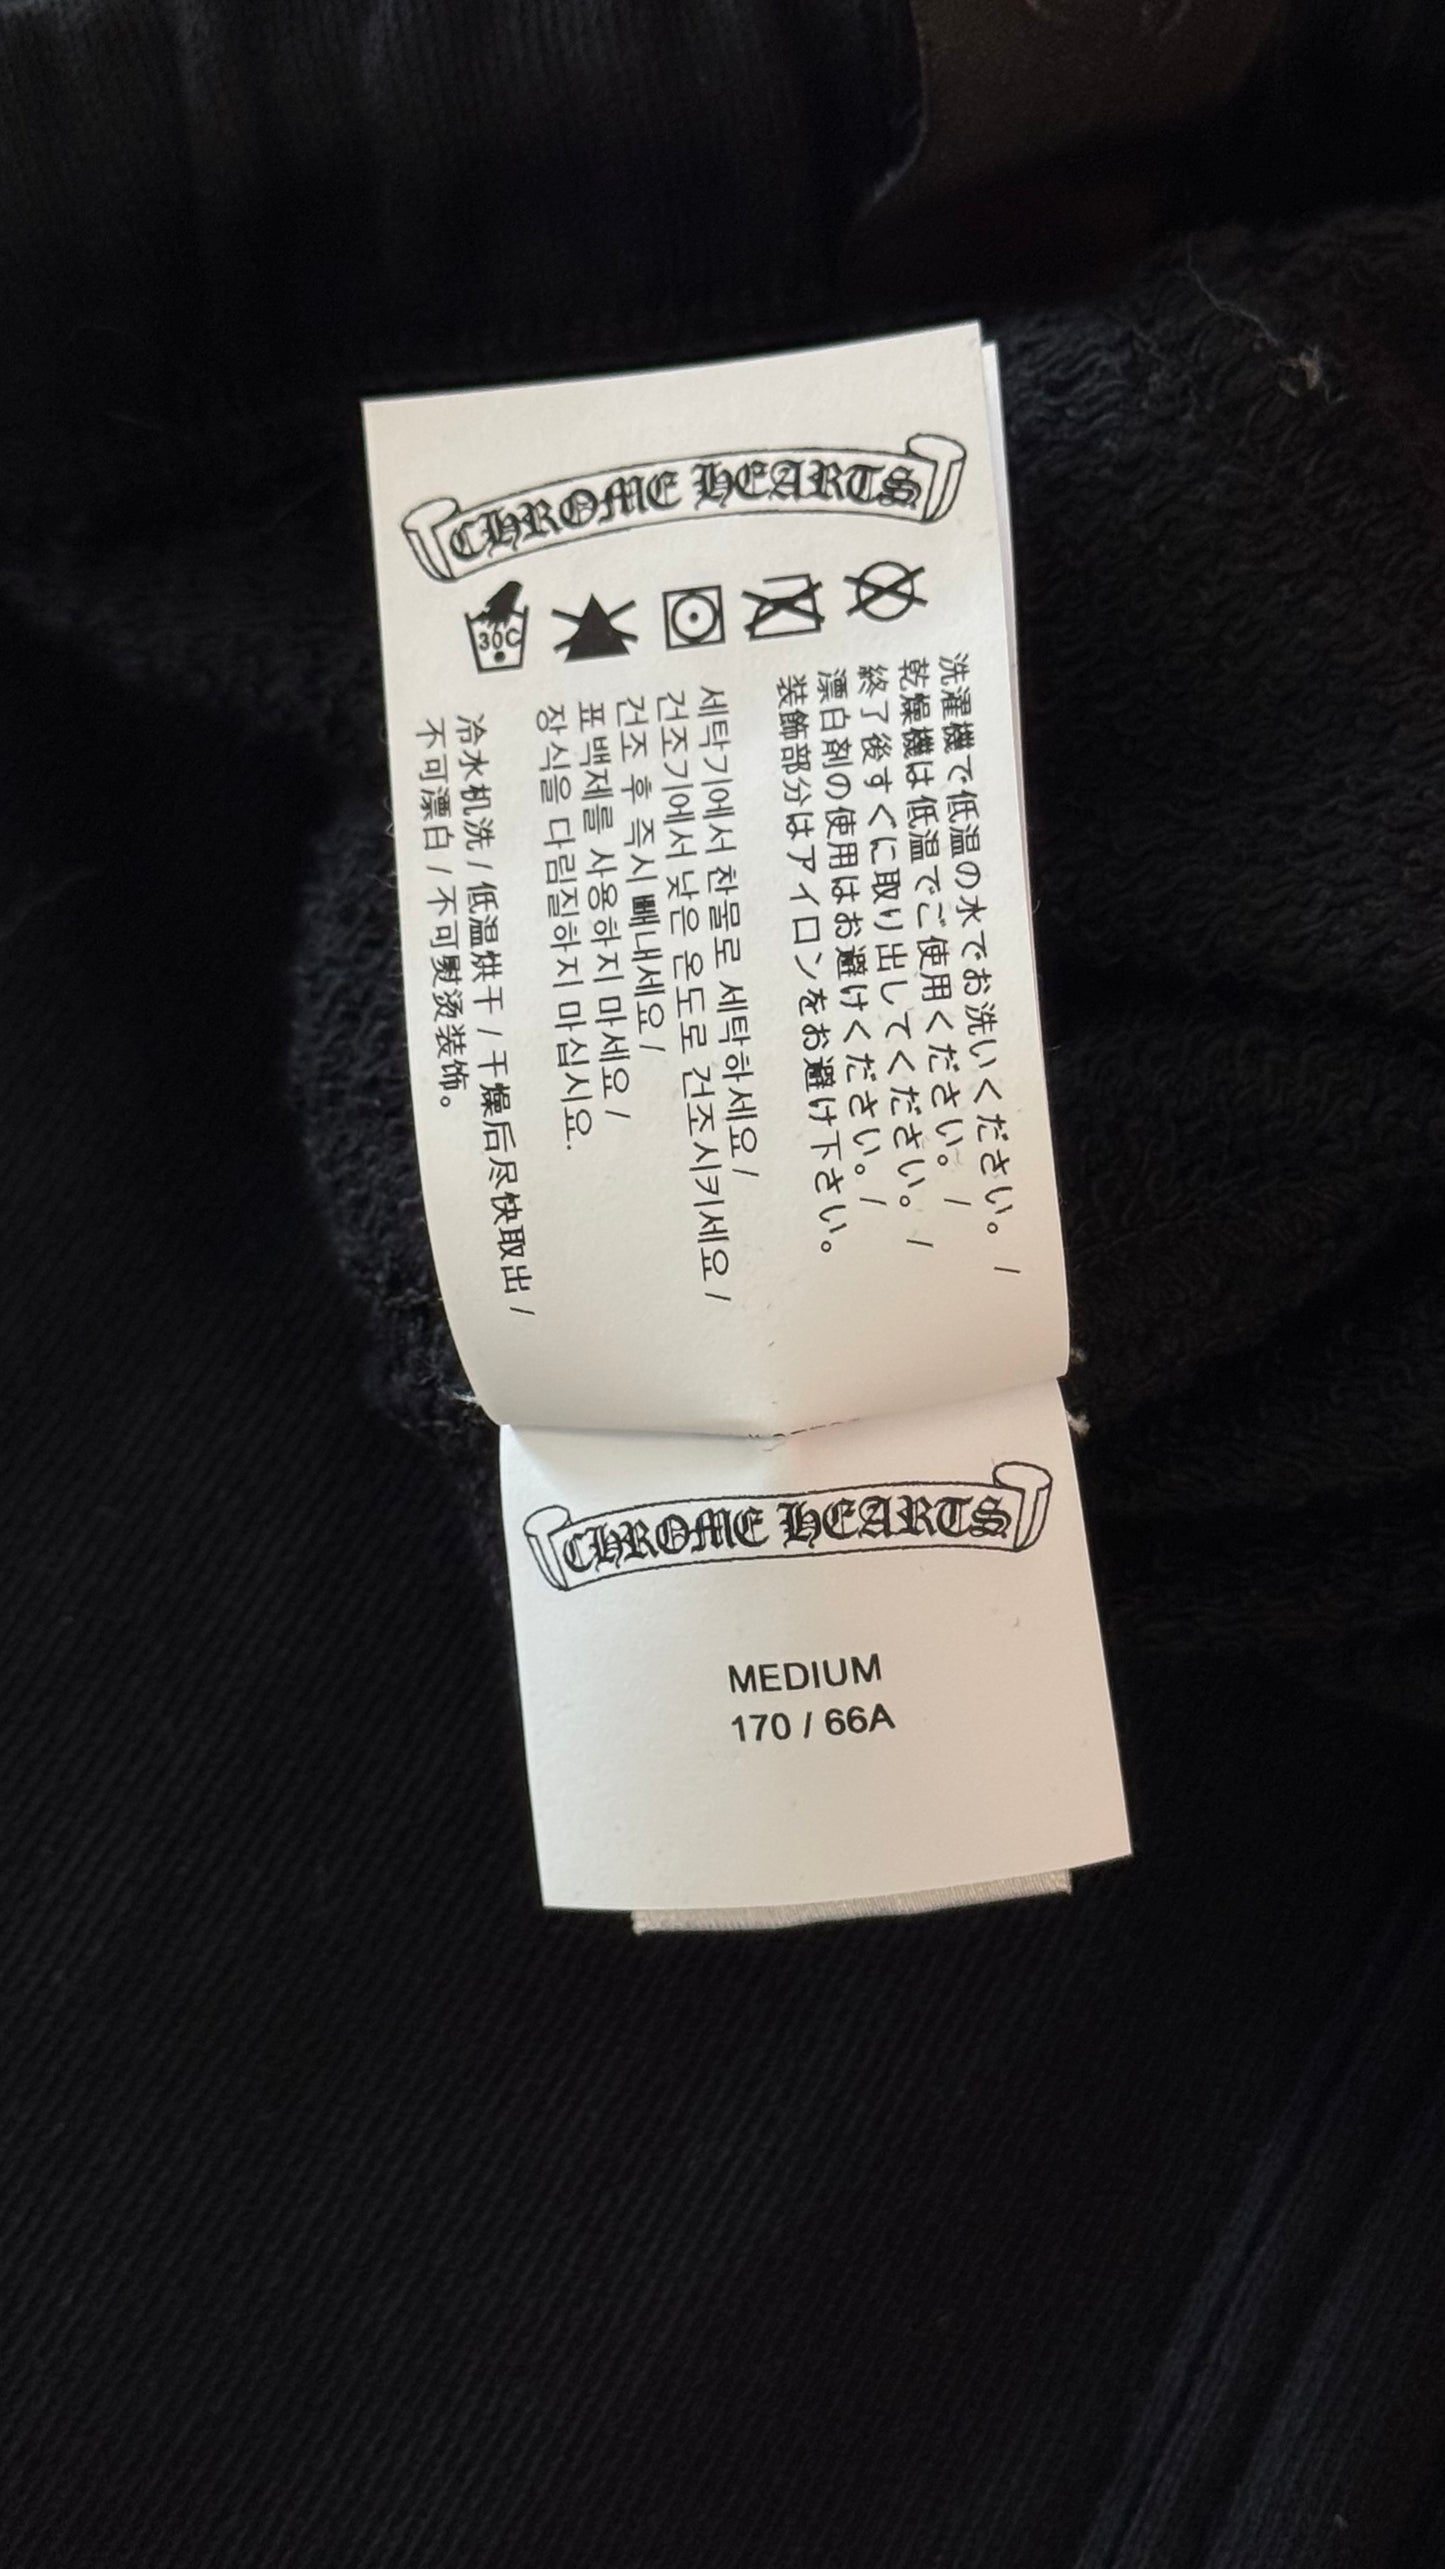 CHROME HEARTS
30C
洗濯機で低温の水でお洗いください。 /
乾燥機は低温でご使用ください。 /
終了後すぐに取り出してください。 /
漂白剤の使用はお避けください。 /
装飾部分はアイロンをお避け下さい。
세탁기에서 찬물로 세탁하세요 /
건조기에서 낮은 온도로 건조시키세요 /
건조 후 즉시 빼내세요 /
표백제를 사용하지 마세요 /
장식을 다림질하지 마십시요.
冷水机洗 / 低温烘干 / 干燥后尽快取出 /
不可漂白 / 不可熨烫装饰。
CHROME HEARTS
MEDIUM
170 / 66A